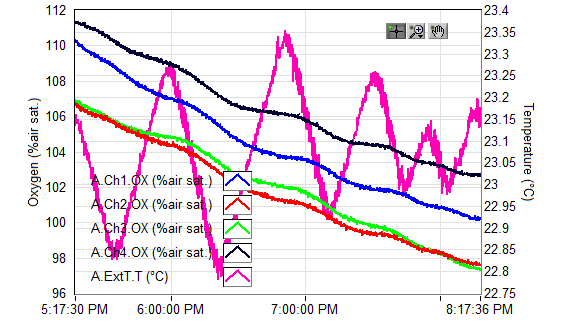 112
110
108
106
104
102
100
98
96
Oxygen (%air sat.)
23.4
23.35
23.3
23.25
23.2
23.15
23.1
23.05
23
22.95
22.9
22.85
22.8
22.75
Temperature (°C)
A.Ch1.OX (%air sat.)
A.Ch2.OX (%air sat.)
A.Ch3.OX (%air sat.)
A.Ch4.OX (%air sat.)
A.ExtT.T (°C)
5:17:30 PM 6:00:00 PM 7:00:00 PM 8:17:36 PM